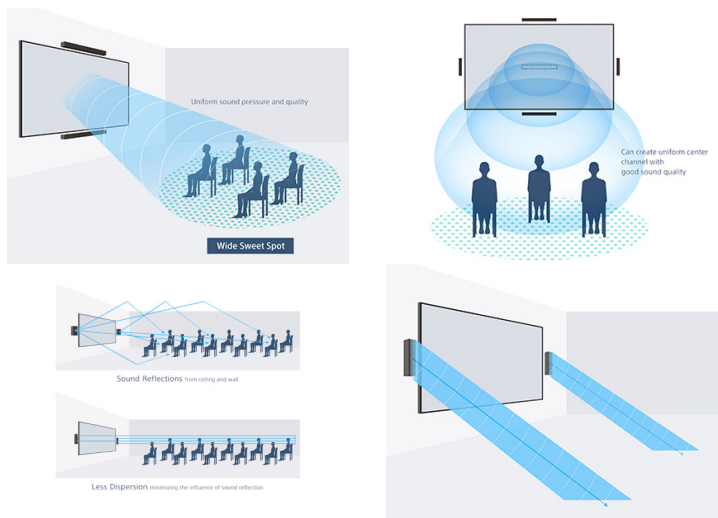 Uniform sound pressure and quality
Wide Sweet Spot
Can create uniform center
channel with
good sound quality
Sound Reflections from ceiling and wall
Less Dispersion minimizing the influence of sound reflection